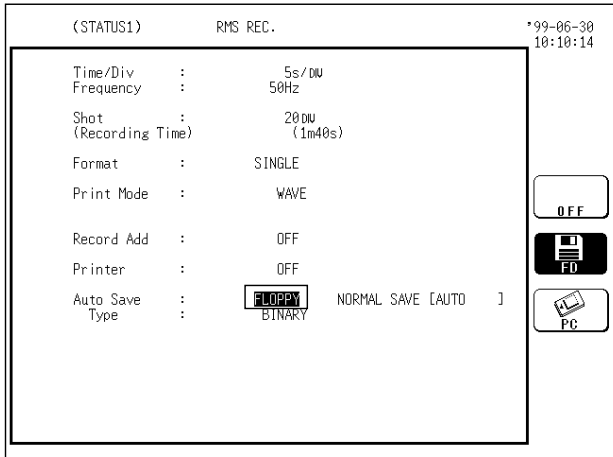 (STATUS1) RMS REC. '99-06-30
10:10:14
Time/Div : 5s/DIV
Frequency : 50Hz
Shot : 20DIV
(Recording Time) (1m40s)
Format : SINGLE
Print Mode : WAVE
Record Add : OFF
Printer : OFF
Auto Save : FLOPPY NORMAL SAVE [AUTO ]
Type : BINARY
OFF
FD
PC